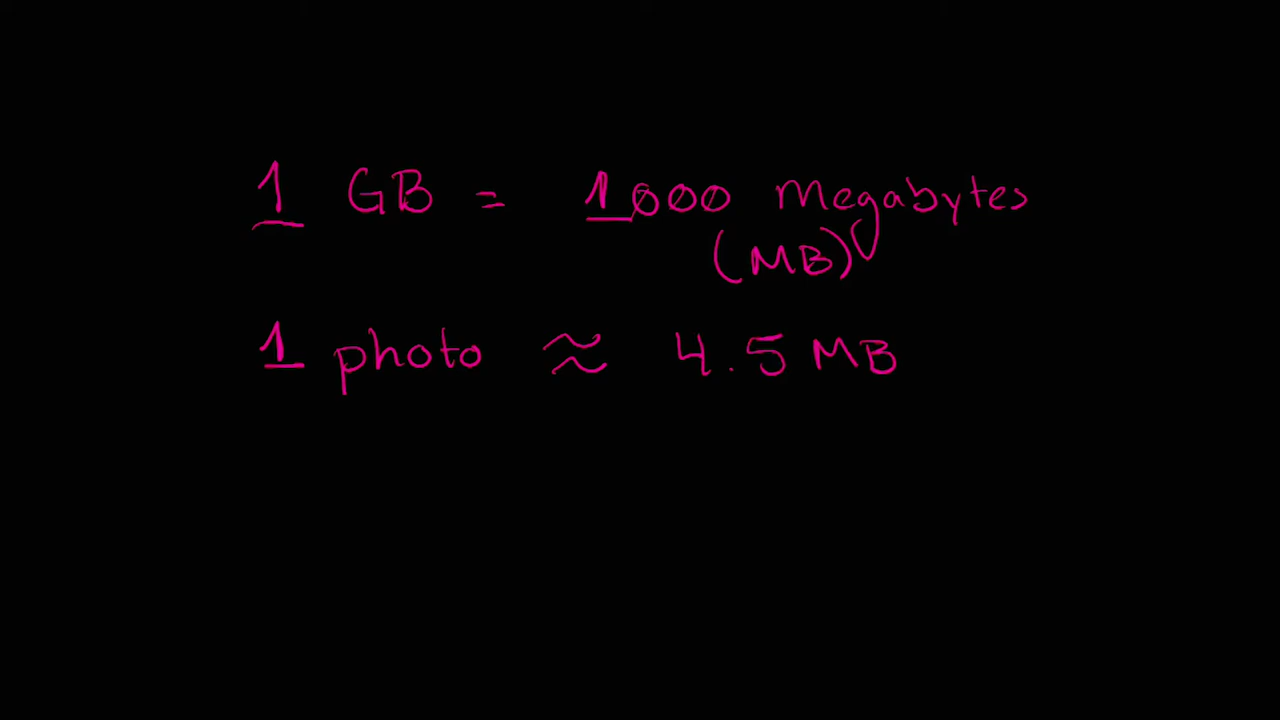 1 GB = 1000 Megabytes
(MB)
1 photo ≈ 4.5 MB